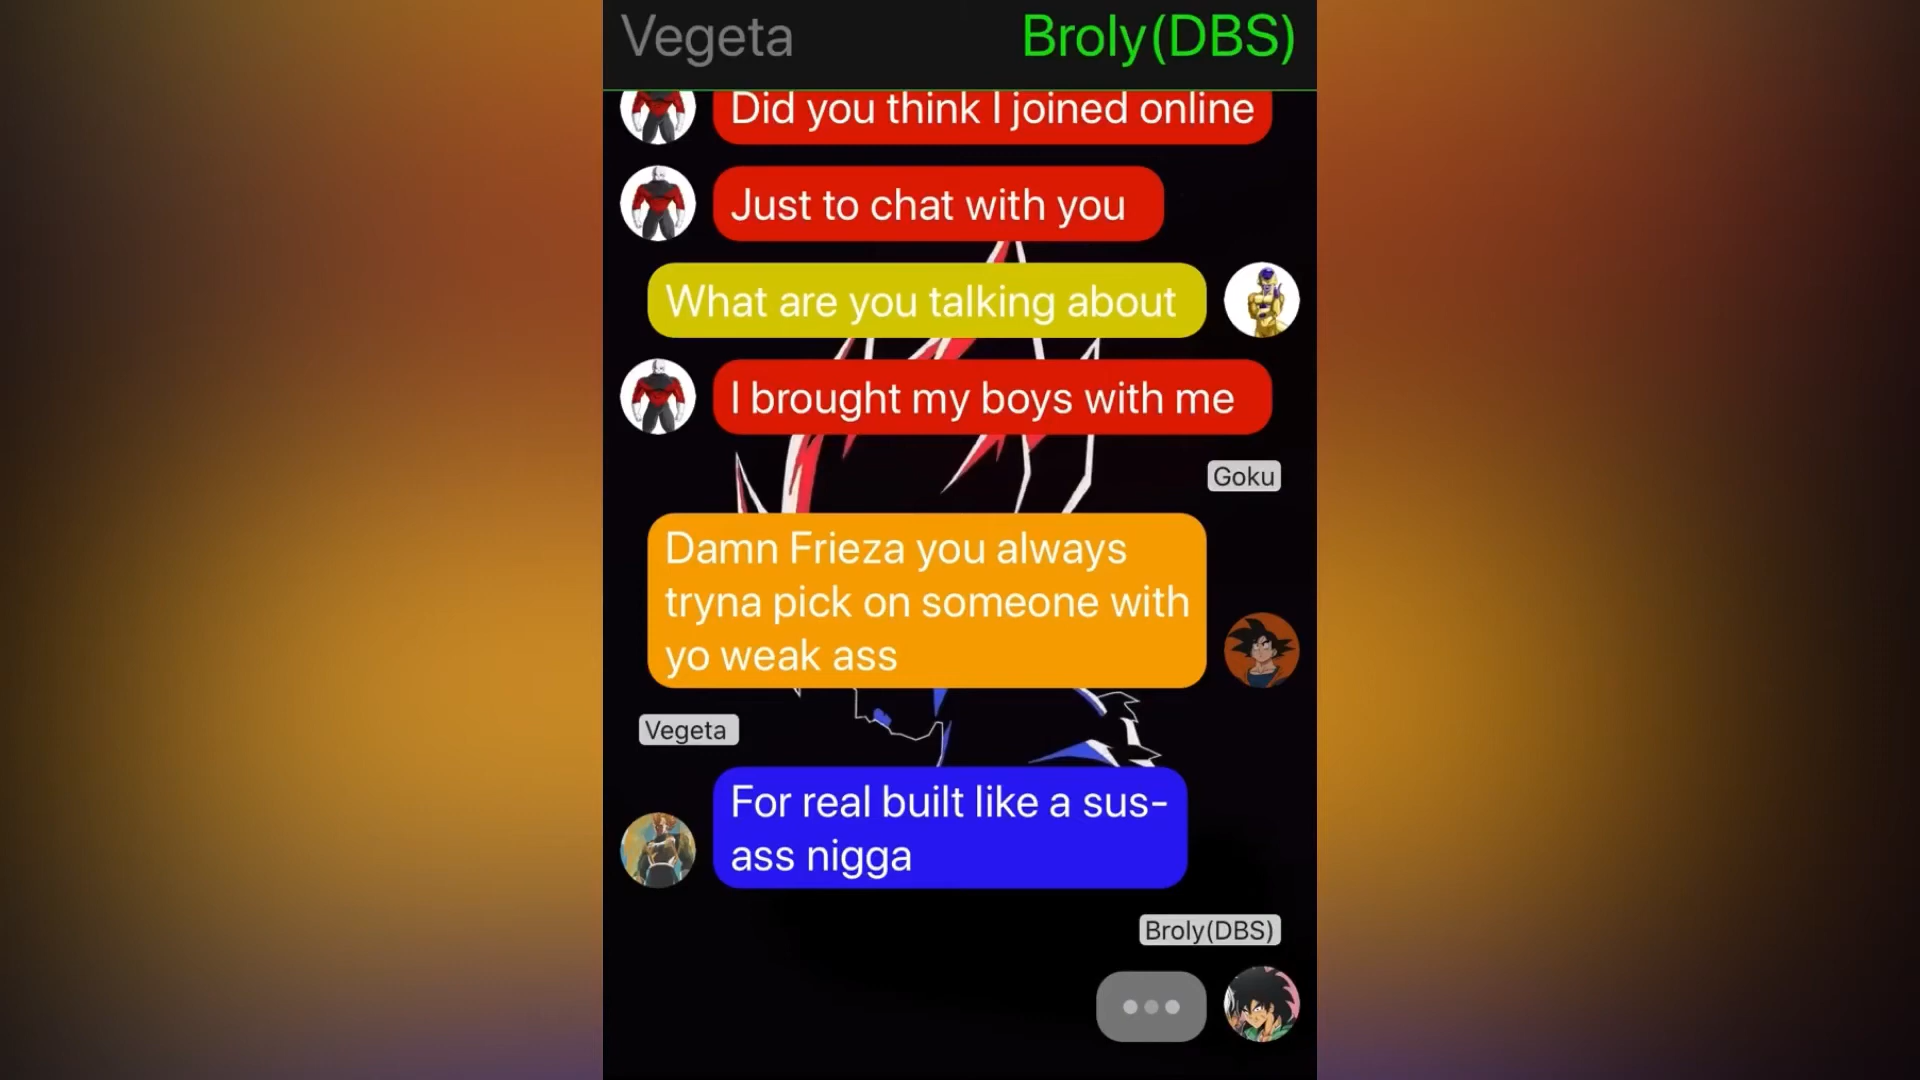 Vegeta
Broly(DBS)
Did you think I joined online
Just to chat with you
What are you talking about
I brought my boys with me
Goku
Damn Frieza you always
tryna pick on someone with
yo weak ass
Vegeta
For real built like a sus-
ass nigga
Broly(DBS)